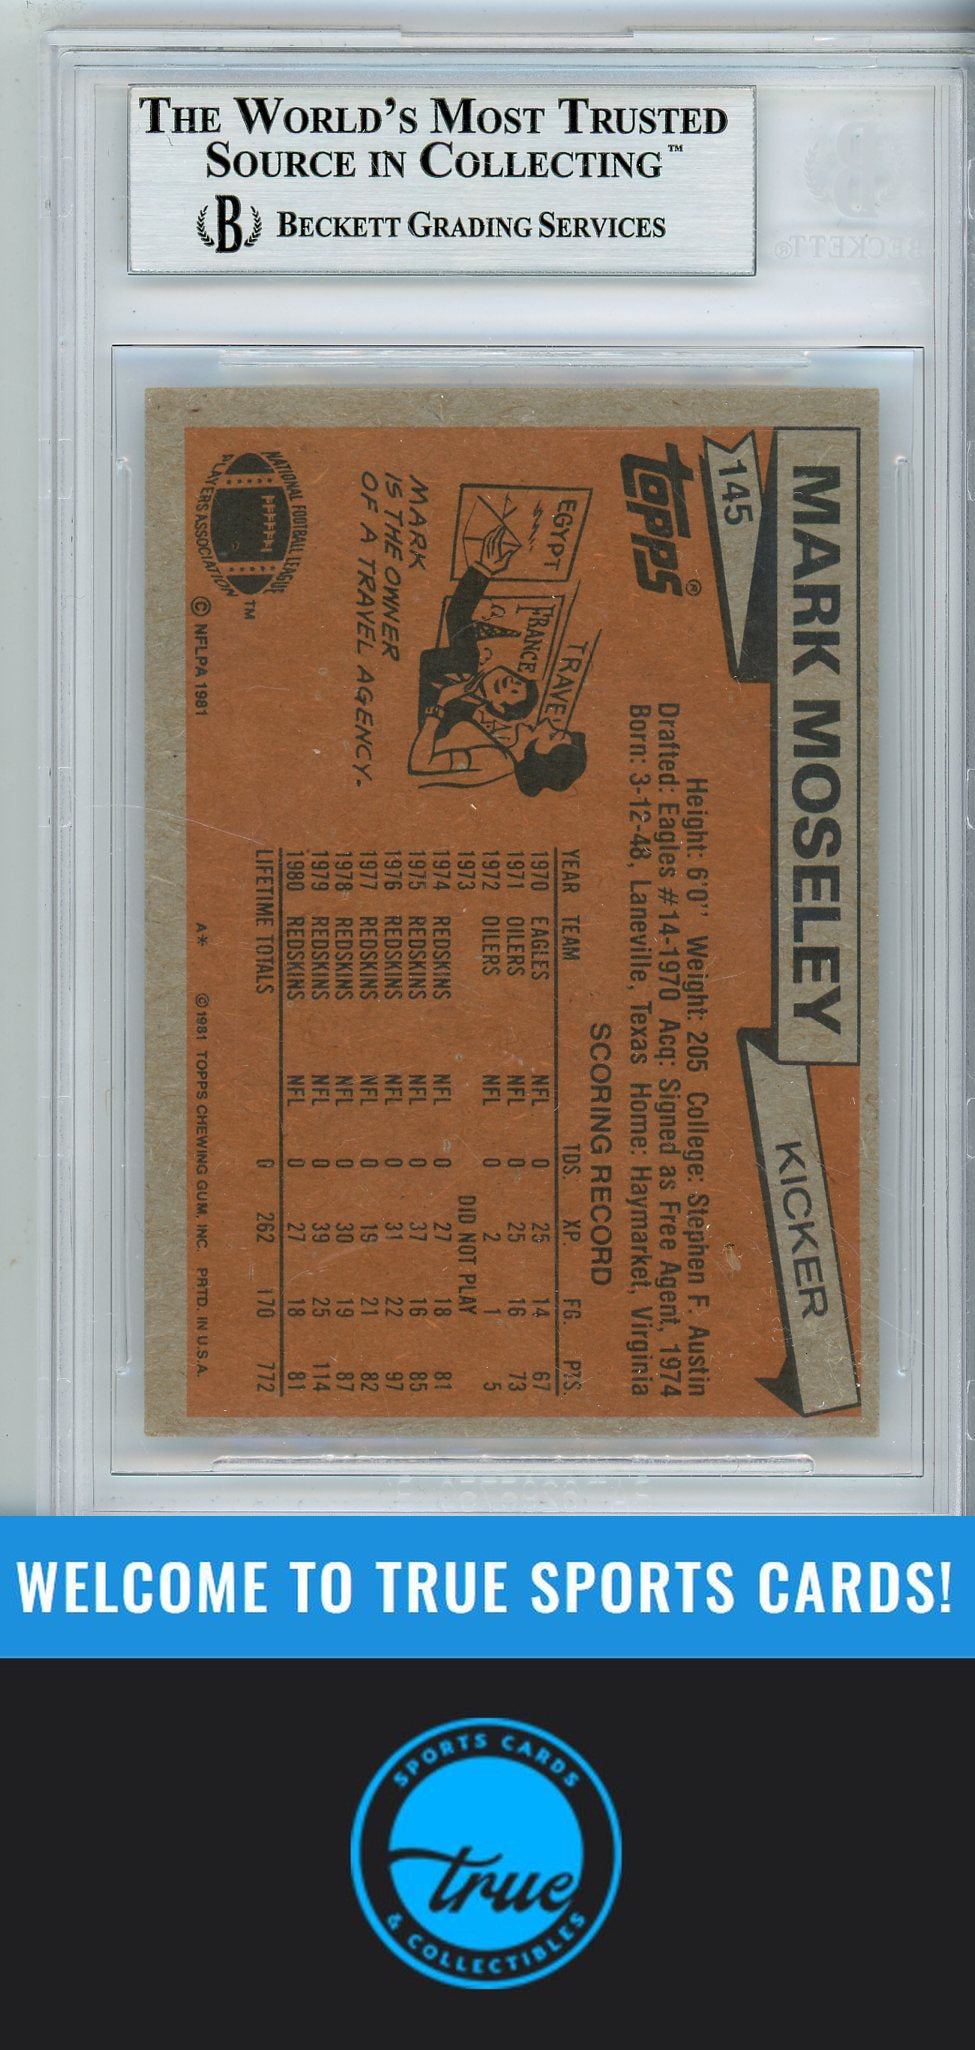 THE WORLD'S MOST TRUSTED
SOURCE IN COLLECTING™
B BECKETT GRADING SERVICES
BECKETT®
MARK MOSELEY
KICKER
145
topps®
Height: 6'0" Weight: 205 College: Stephen F. Austin
Drafted: Eagles #14-1970 Acq: Signed as Free Agent, 1974
Born: 3-12-48, Laneville, Texas Home: Haymarket, Virginia
EGYPT
FRANCE
TRAVEL
MARK
IS THE OWNER
OF A TRAVEL AGENCY.
SCORING RECORD
YEAR TEAM TDS. XP. FG. PTS.
1970 EAGLES NFL 0 25 14 67
1971 OILERS NFL 0 25 16 73
1972 OILERS NFL 0 2 1 5
1973 DID NOT PLAY
1974 REDSKINS NFL 0 27 18 81
1975 REDSKINS NFL 0 37 16 85
1976 REDSKINS NFL 0 31 22 97
1977 REDSKINS NFL 0 19 21 82
1978 REDSKINS NFL 0 30 19 87
1979 REDSKINS NFL 0 39 25 114
1980 REDSKINS NFL 0 27 18 81
LIFETIME TOTALS 0 262 170 772
NATIONAL FOOTBALL LEAGUE
PLAYERS ASSOCIATION
™
© NFLPA 1981
A* © 1981 TOPPS CHEWING GUM, INC. PRTD. IN U.S.A.
WELCOME TO TRUE SPORTS CARDS!
SPORTS CARDS
true
& COLLECTIBLES